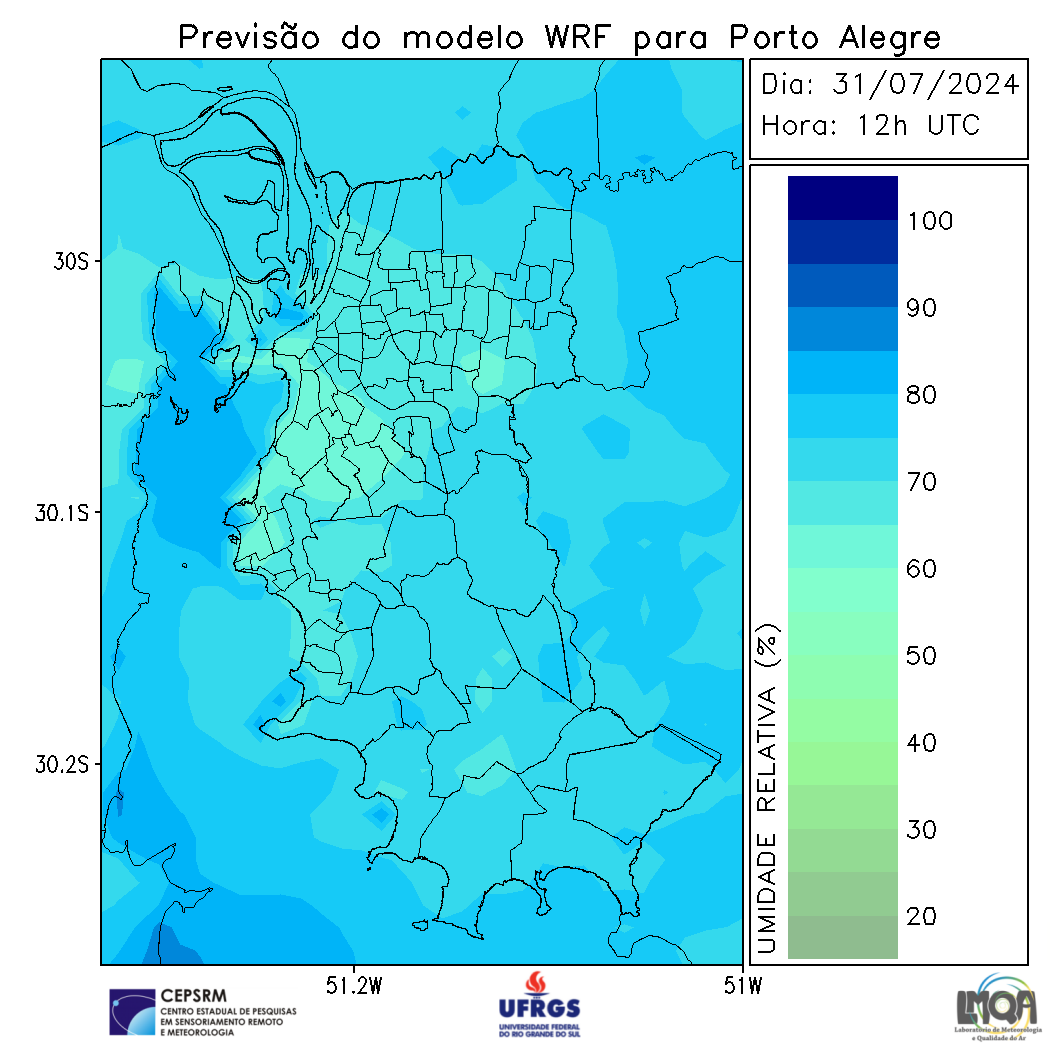 Previsão do modelo WRF para Porto Alegre
Dia: 31/07/2024
Hora: 12h UTC
100
90
80
70
60
50
40
30
20
UMIDADE RELATIVA (%)
30S
30.1S
30.2S
51.2W
51W
CEPSRM
CENTRO ESTADUAL DE PESQUISAS
EM SENSORIAMENTO REMOTO
E METEOROLOGIA
UFRGS
UNIVERSIDADE FEDERAL
DO RIO GRANDE DO SUL
LMQA
Laboratório de Meteorologia
e Qualidade do Ar